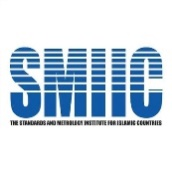 SMIIC
THE STANDARDS AND METROLOGY INSTITUTE FOR ISLAMIC COUNTRIES